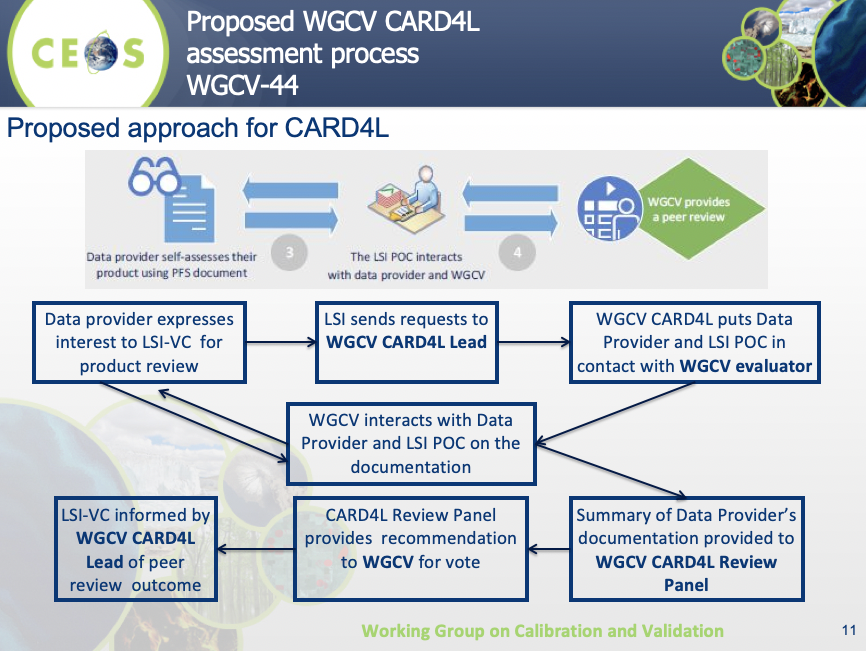 CEOS
Proposed WGCV CARD4L
assessment process
WGCV-44
Proposed approach for CARD4L
WGCV provides
a peer review
Data provider self-assesses their
product using PFS document
3
The LSI POC interacts
with data provider and WGCV
4
Data provider expresses
interest to LSI-VC for
product review
LSI sends requests to
WGCV CARD4L Lead
WGCV CARD4L puts Data
Provider and LSI POC in
contact with WGCV evaluator
WGCV interacts with Data
Provider and LSI POC on the
documentation
LSI-VC informed by
WGCV CARD4L
Lead of peer
review outcome
CARD4L Review Panel
provides recommendation
to WGCV for vote
Summary of Data Provider's
documentation provided to
WGCV CARD4L Review
Panel
Working Group on Calibration and Validation
11